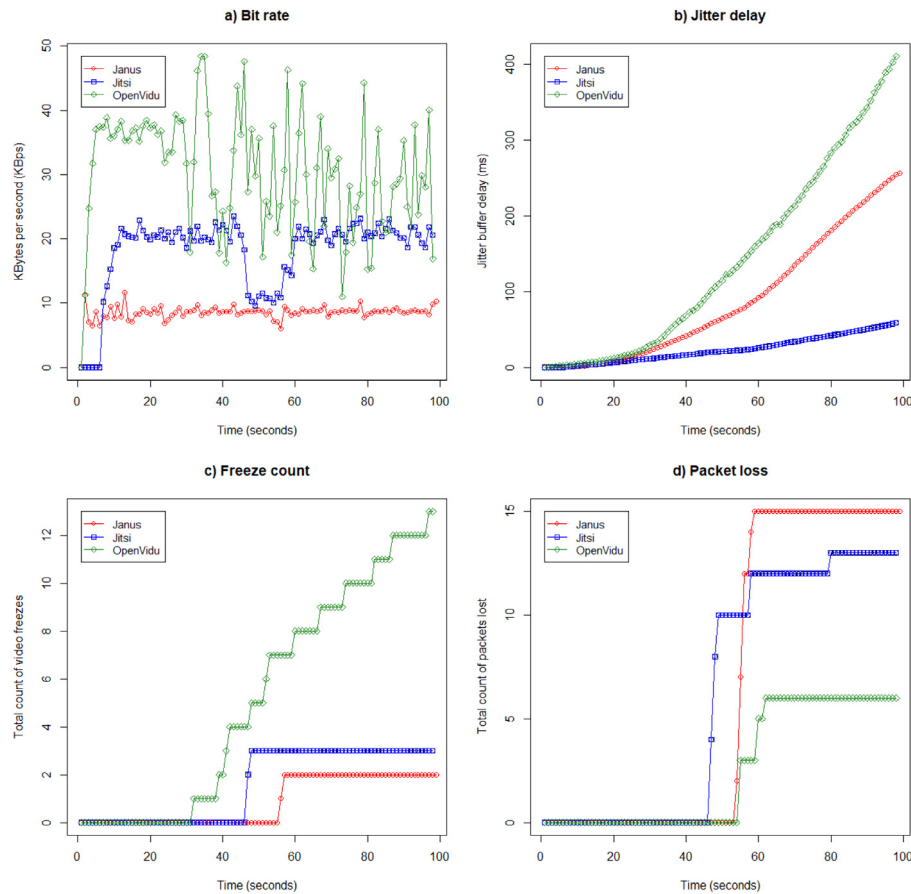 a) Bit rate
KBytes per second (KBps)
0
10
20
30
40
50
Janus
Jitsi
OpenVidu
0
20
40
60
80
100
Time (seconds)
b) Jitter delay
Jitter buffer delay (ms)
0
100
200
300
400
Janus
Jitsi
OpenVidu
0
20
40
60
80
100
Time (seconds)
c) Freeze count
Total count of video freezes
0
2
4
6
8
10
12
Janus
Jitsi
OpenVidu
0
20
40
60
80
100
Time (seconds)
d) Packet loss
Total count of packets lost
0
5
10
15
Janus
Jitsi
OpenVidu
0
20
40
60
80
100
Time (seconds)